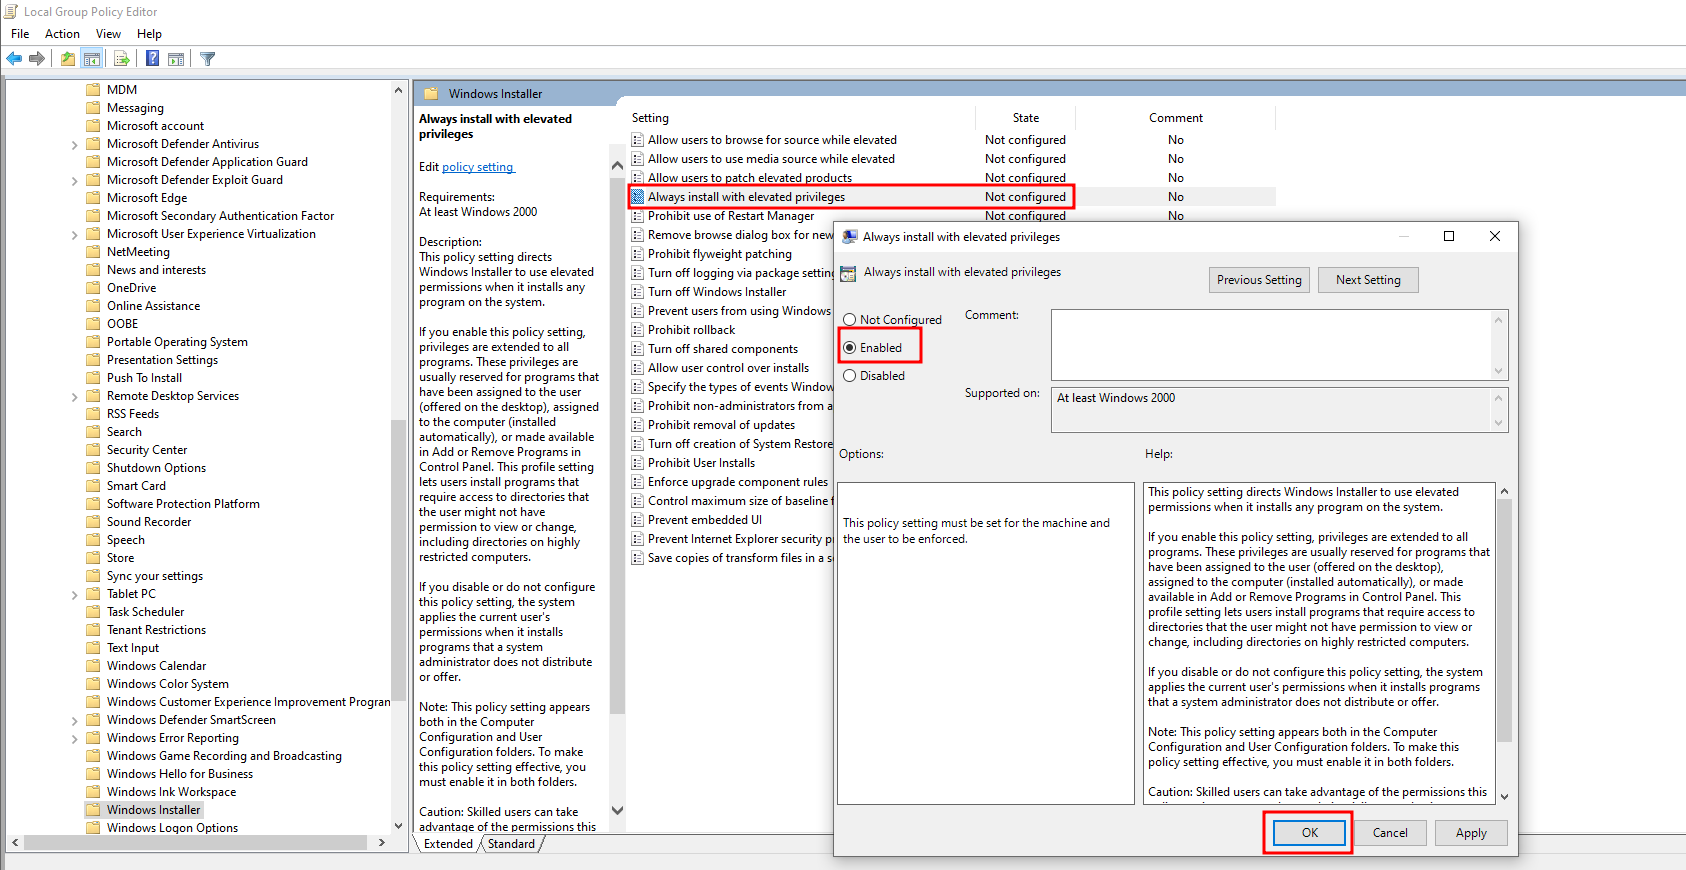 Local Group Policy Editor
File Action View Help
MDM
Messaging
Microsoft account
Microsoft Defender Antivirus
Microsoft Defender Application Guard
Microsoft Defender Exploit Guard
Microsoft Edge
Microsoft Secondary Authentication Factor
Microsoft User Experience Virtualization
NetMeeting
News and interests
OneDrive
Online Assistance
OOBE
Portable Operating System
Presentation Settings
Push To Install
Remote Desktop Services
RSS Feeds
Search
Security Center
Shutdown Options
Smart Card
Software Protection Platform
Sound Recorder
Speech
Store
Sync your settings
Tablet PC
Task Scheduler
Tenant Restrictions
Text Input
Windows Calendar
Windows Color System
Windows Customer Experience Improvement Program
Windows Defender SmartScreen
Windows Error Reporting
Windows Game Recording and Broadcasting
Windows Hello for Business
Windows Ink Workspace
Windows Installer
Windows Logon Options
Windows Installer
Always install with elevated
privileges
Edit policy setting
Requirements:
At least Windows 2000
Description:
This policy setting directs
Windows Installer to use elevated
permissions when it installs any
program on the system.
If you enable this policy setting,
privileges are extended to all
programs. These privileges are
usually reserved for programs that
have been assigned to the user
(offered on the desktop), assigned
to the computer (installed
automatically), or made available
in Add or Remove Programs in
Control Panel. This profile setting
lets users install programs that
require access to directories that
the user might not have
permission to view or change,
including directories on highly
restricted computers.
If you disable or do not configure
this policy setting, the system
applies the current user's
permissions when it installs
programs that a system
administrator does not distribute
or offer.
Note: This policy setting appears
both in the Computer
Configuration and User
Configuration folders. To make
this policy setting effective, you
must enable it in both folders.
Caution: Skilled users can take
advantage of the permissions this
Extended Standard
Setting State Comment
Allow users to browse for source while elevated Not configured No
Allow users to use media source while elevated Not configured No
Allow users to patch elevated products Not configured No
Always install with elevated privileges Not configured No
Prohibit use of Restart Manager Not configured No
Remove browse dialog box for new
Prohibit flyweight patching
Turn off logging via package setting
Turn off Windows Installer
Prevent users from using Windows
Prohibit rollback
Turn off shared components
Allow user control over installs
Specify the types of events Window
Prohibit non-administrators from a
Prohibit removal of updates
Turn off creation of System Restore
Prohibit User Installs
Enforce upgrade component rules
Control maximum size of baseline f
Prevent embedded UI
Prevent Internet Explorer security p
Save copies of transform files in a s
Always install with elevated privileges
Always install with elevated privileges
Previous Setting Next Setting
Not Configured
Enabled
Disabled
Comment:
Supported on:
At least Windows 2000
Options:
Help:
This policy setting must be set for the machine and
the user to be enforced.
This policy setting directs Windows Installer to use elevated
permissions when it installs any program on the system.
If you enable this policy setting, privileges are extended to all
programs. These privileges are usually reserved for programs that
have been assigned to the user (offered on the desktop),
assigned to the computer (installed automatically), or made
available in Add or Remove Programs in Control Panel. This
profile setting lets users install programs that require access to
directories that the user might not have permission to view or
change, including directories on highly restricted computers.
If you disable or do not configure this policy setting, the system
applies the current user's permissions when it installs programs
that a system administrator does not distribute or offer.
Note: This policy setting appears both in the Computer
Configuration and User Configuration folders. To make this
policy setting effective, you must enable it in both folders.
Caution: Skilled users can take advantage of the permissions this
OK Cancel Apply